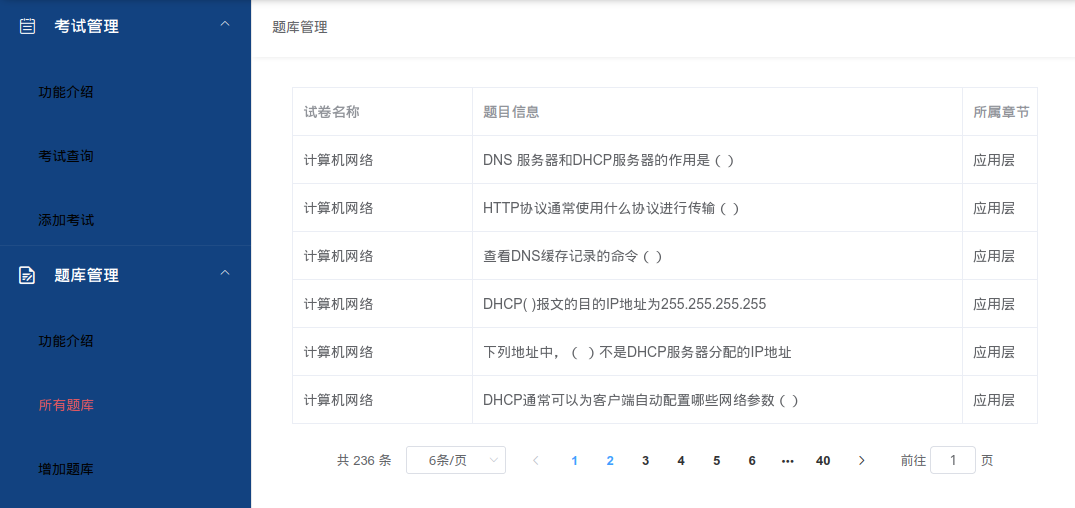 考试管理
功能介绍
考试查询
添加考试
题库管理
功能介绍
所有题库
增加题库
题库管理
试卷名称 题目信息 所属章节
计算机网络 DNS 服务器和DHCP服务器的作用是（ ） 应用层
计算机网络 HTTP协议通常使用什么协议进行传输（ ） 应用层
计算机网络 查看DNS缓存记录的命令（ ） 应用层
计算机网络 DHCP( )报文的目的IP地址为255.255.255.255 应用层
计算机网络 下列地址中，（ ）不是DHCP服务器分配的IP地址 应用层
计算机网络 DHCP通常可以为客户端自动配置哪些网络参数（ ） 应用层
共 236 条 6条/页 1 2 3 4 5 6 ••• 40 前往 1 页